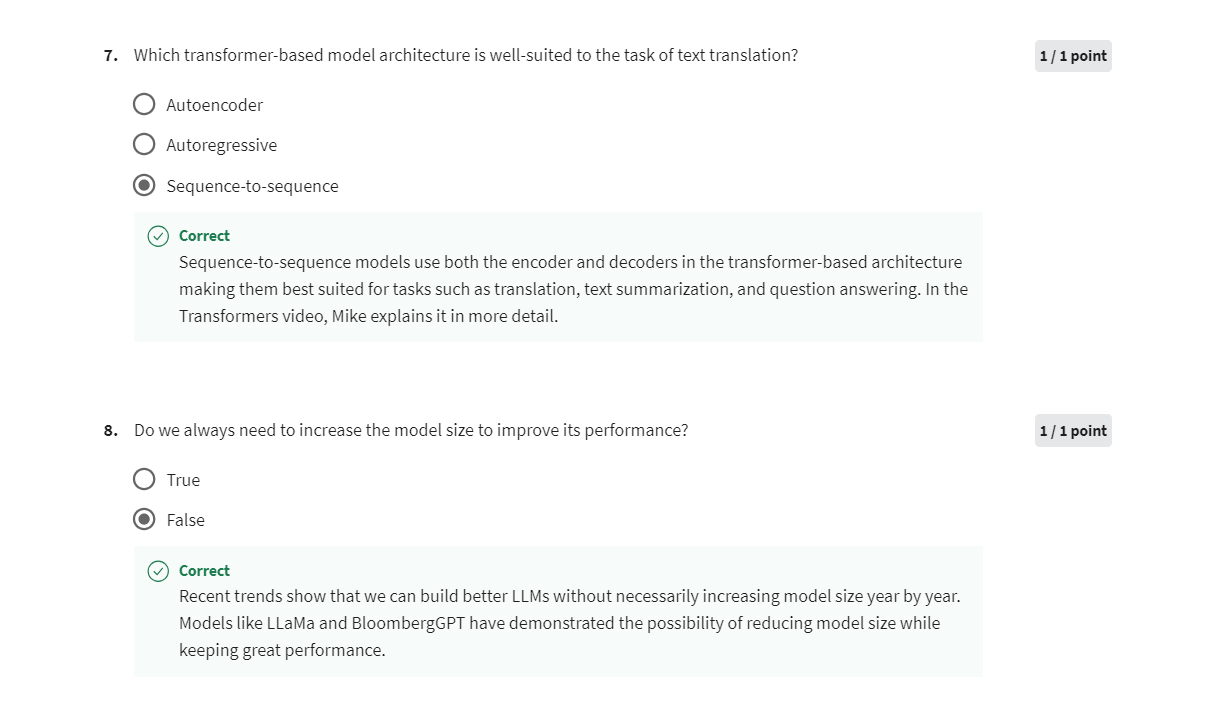 7. Which transformer-based model architecture is well-suited to the task of text translation?
1 / 1 point
Autoencoder
Autoregressive
Sequence-to-sequence
Correct
Sequence-to-sequence models use both the encoder and decoders in the transformer-based architecture
making them best suited for tasks such as translation, text summarization, and question answering. In the
Transformers video, Mike explains it in more detail.
8. Do we always need to increase the model size to improve its performance?
1 / 1 point
True
False
Correct
Recent trends show that we can build better LLMs without necessarily increasing model size year by year.
Models like LLaMa and BloombergGPT have demonstrated the possibility of reducing model size while
keeping great performance.